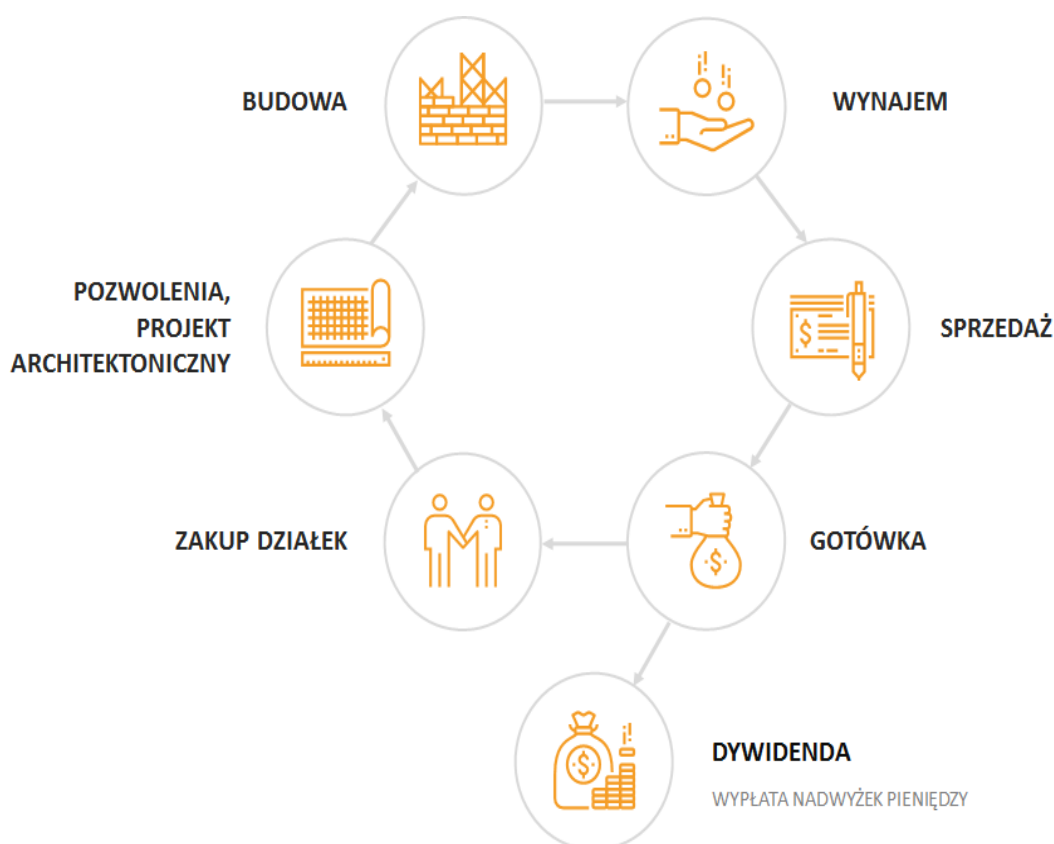 BUDOWA
WYNAJEM
POZWOLENIA,
PROJEKT
ARCHITEKTONICZNY
SPRZEDAŻ
ZAKUP DZIAŁEK
GOTÓWKA
DYWIDENDA
WYPŁATA NADWYŻEK PIENIĘDZY